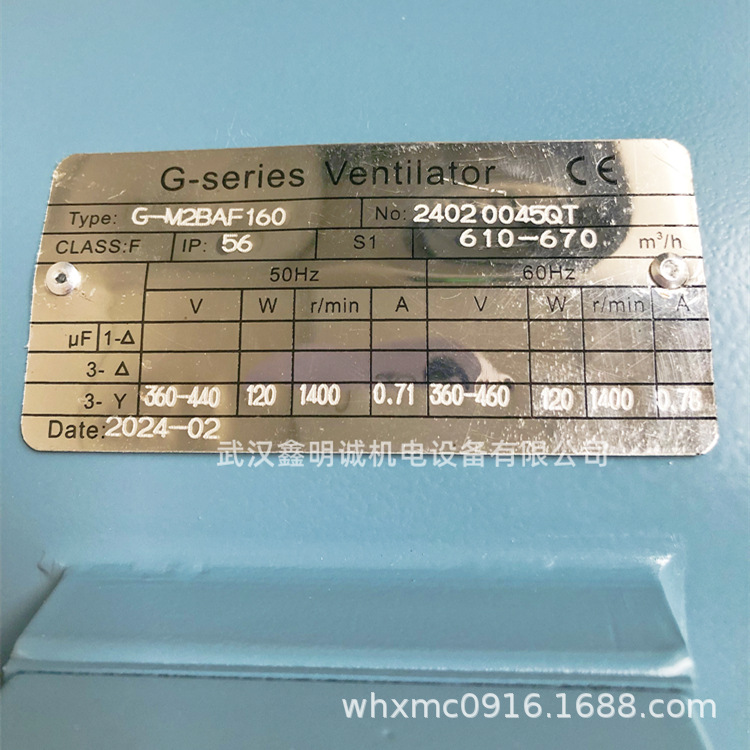 G-series Ventilator CE
Type: G-M2BAF160 No: 24020045QT
CLASS:F IP: 56 S1 610-670 m³/h
50Hz 60Hz
V W r/min A V W r/min A
µF 1-Δ
3- Δ
3- Y 360-440 120 1400 0.71 360-460 120 1400 0.78
Date: 2024-02
武汉鑫明诚机电设备有限公司
whxmc0916.1688.com